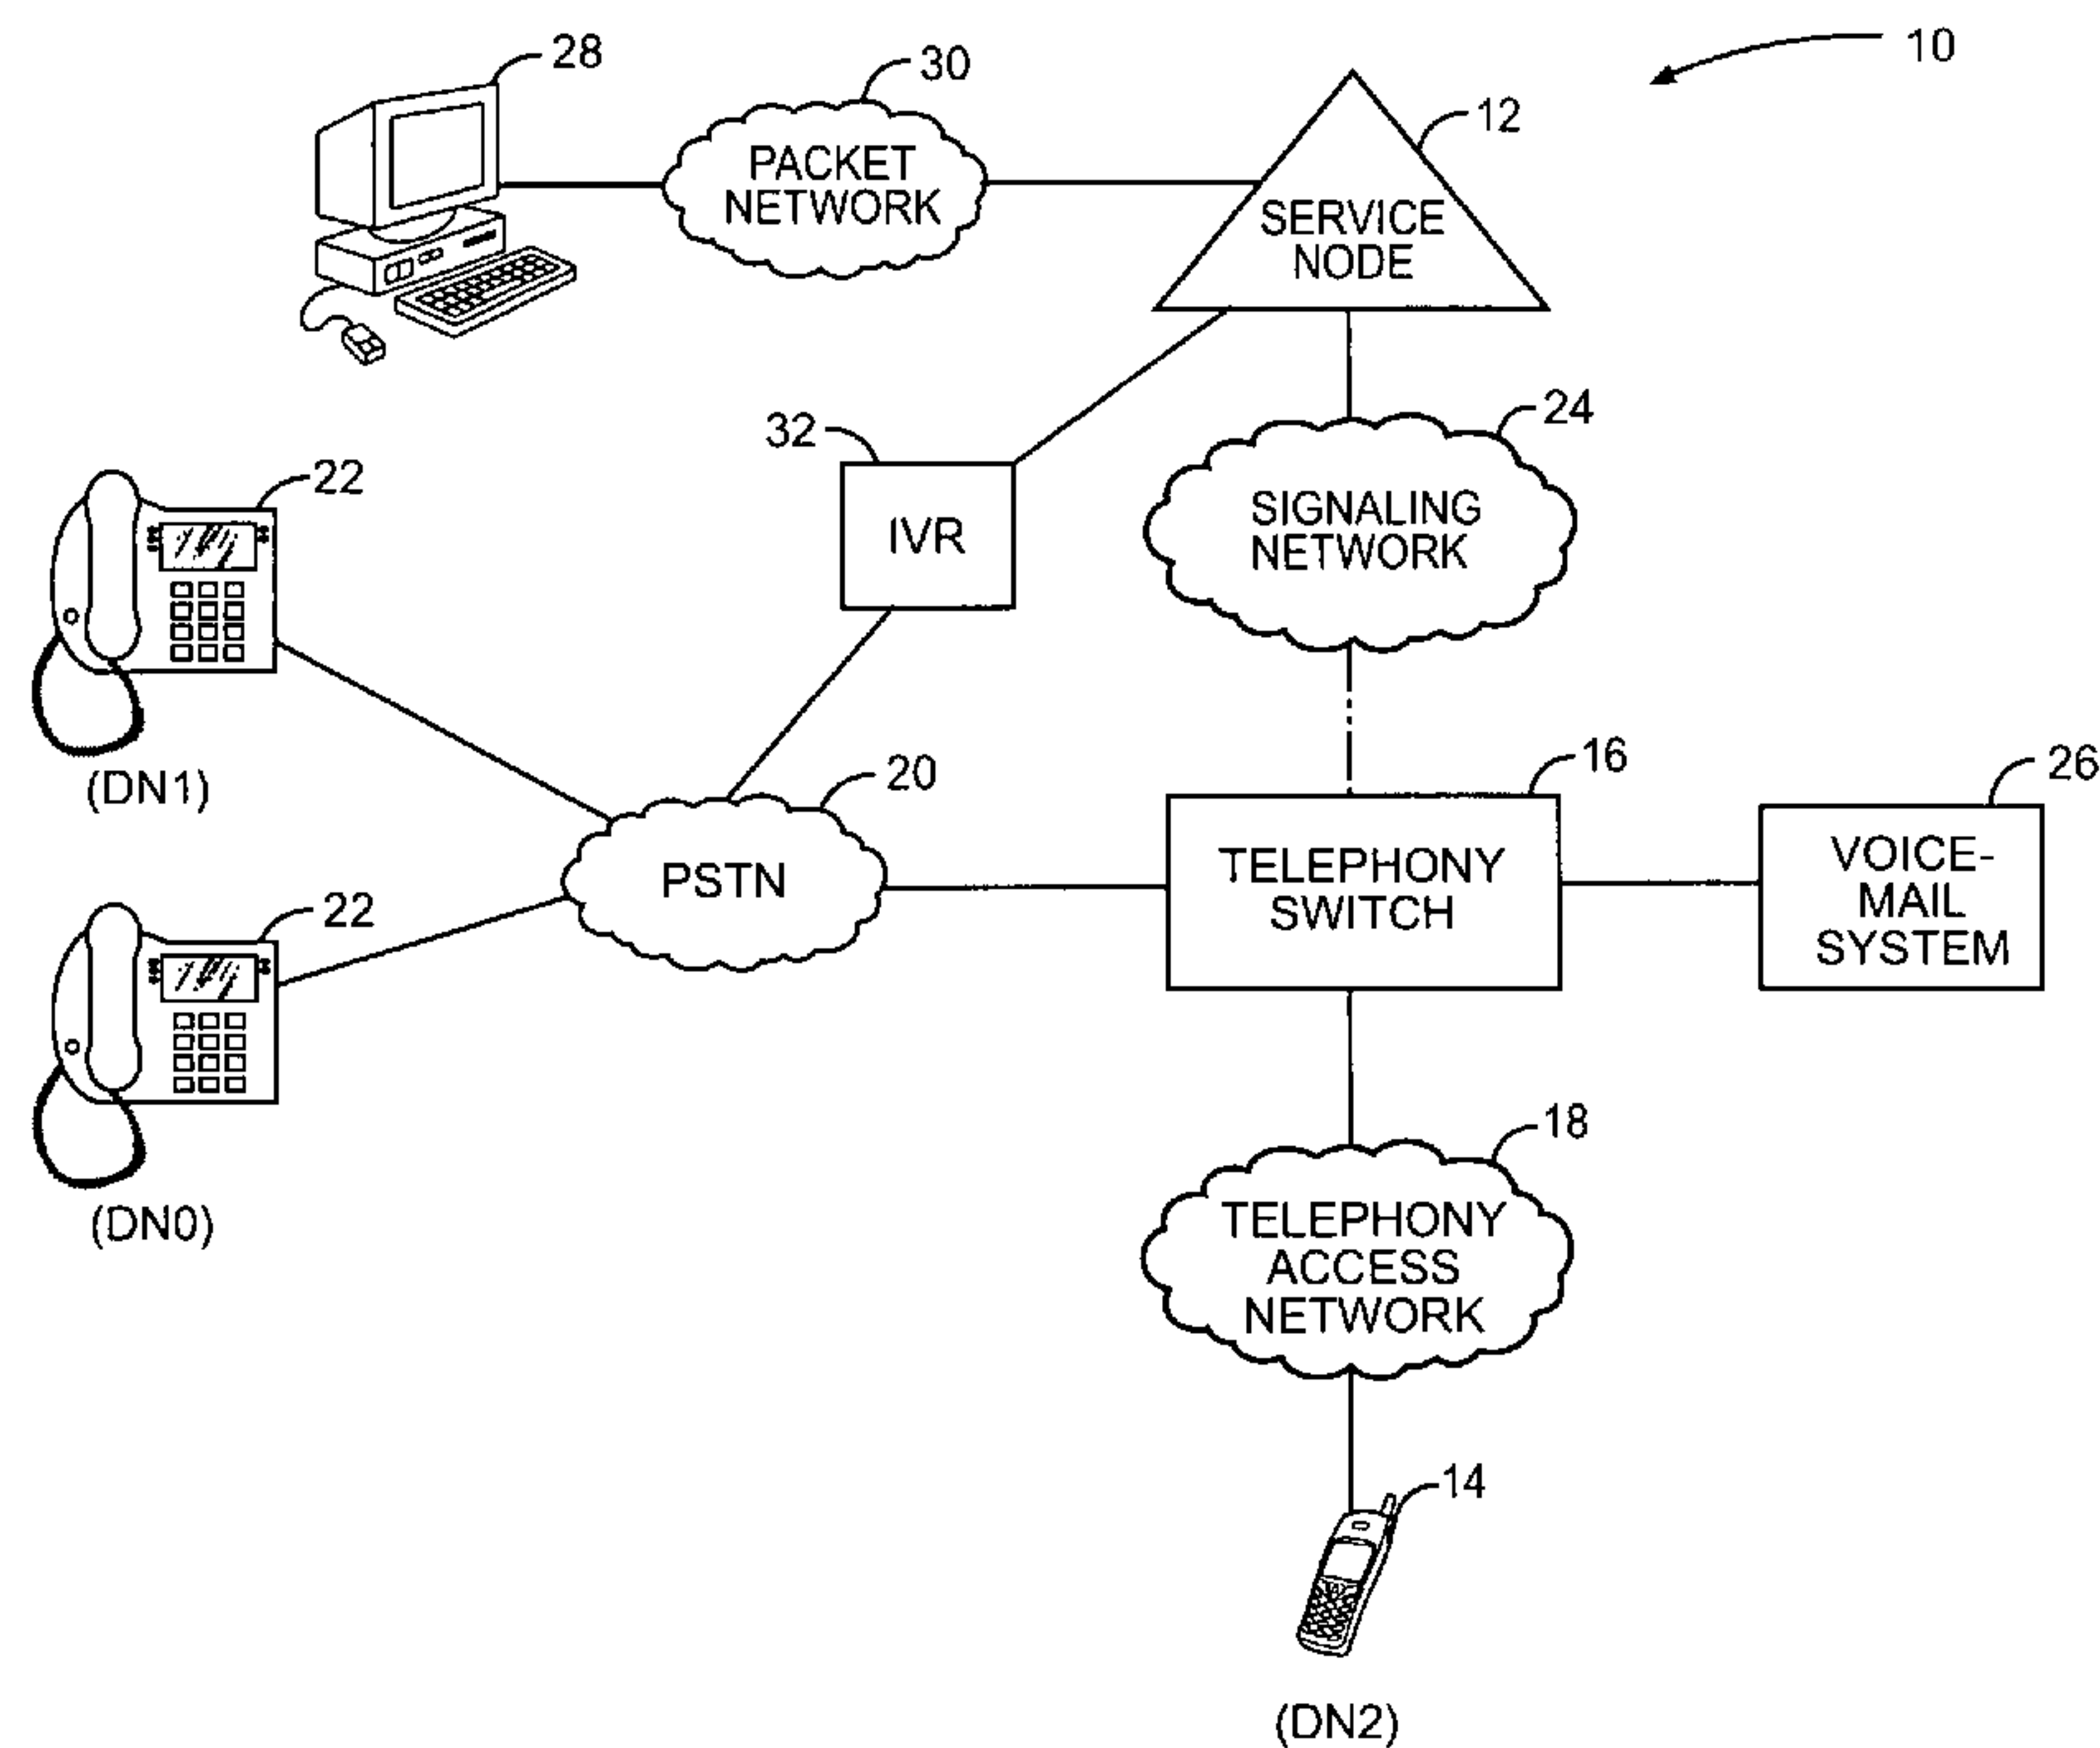 28
30
10
12
PACKET
NETWORK
SERVICE
NODE
24
32
22
SIGNALING
NETWORK
IVR
(DN1)
20
16
26
PSTN
TELEPHONY
SWITCH
VOICE-
MAIL
SYSTEM
22
(DN0)
18
TELEPHONY
ACCESS
NETWORK
14
(DN2)